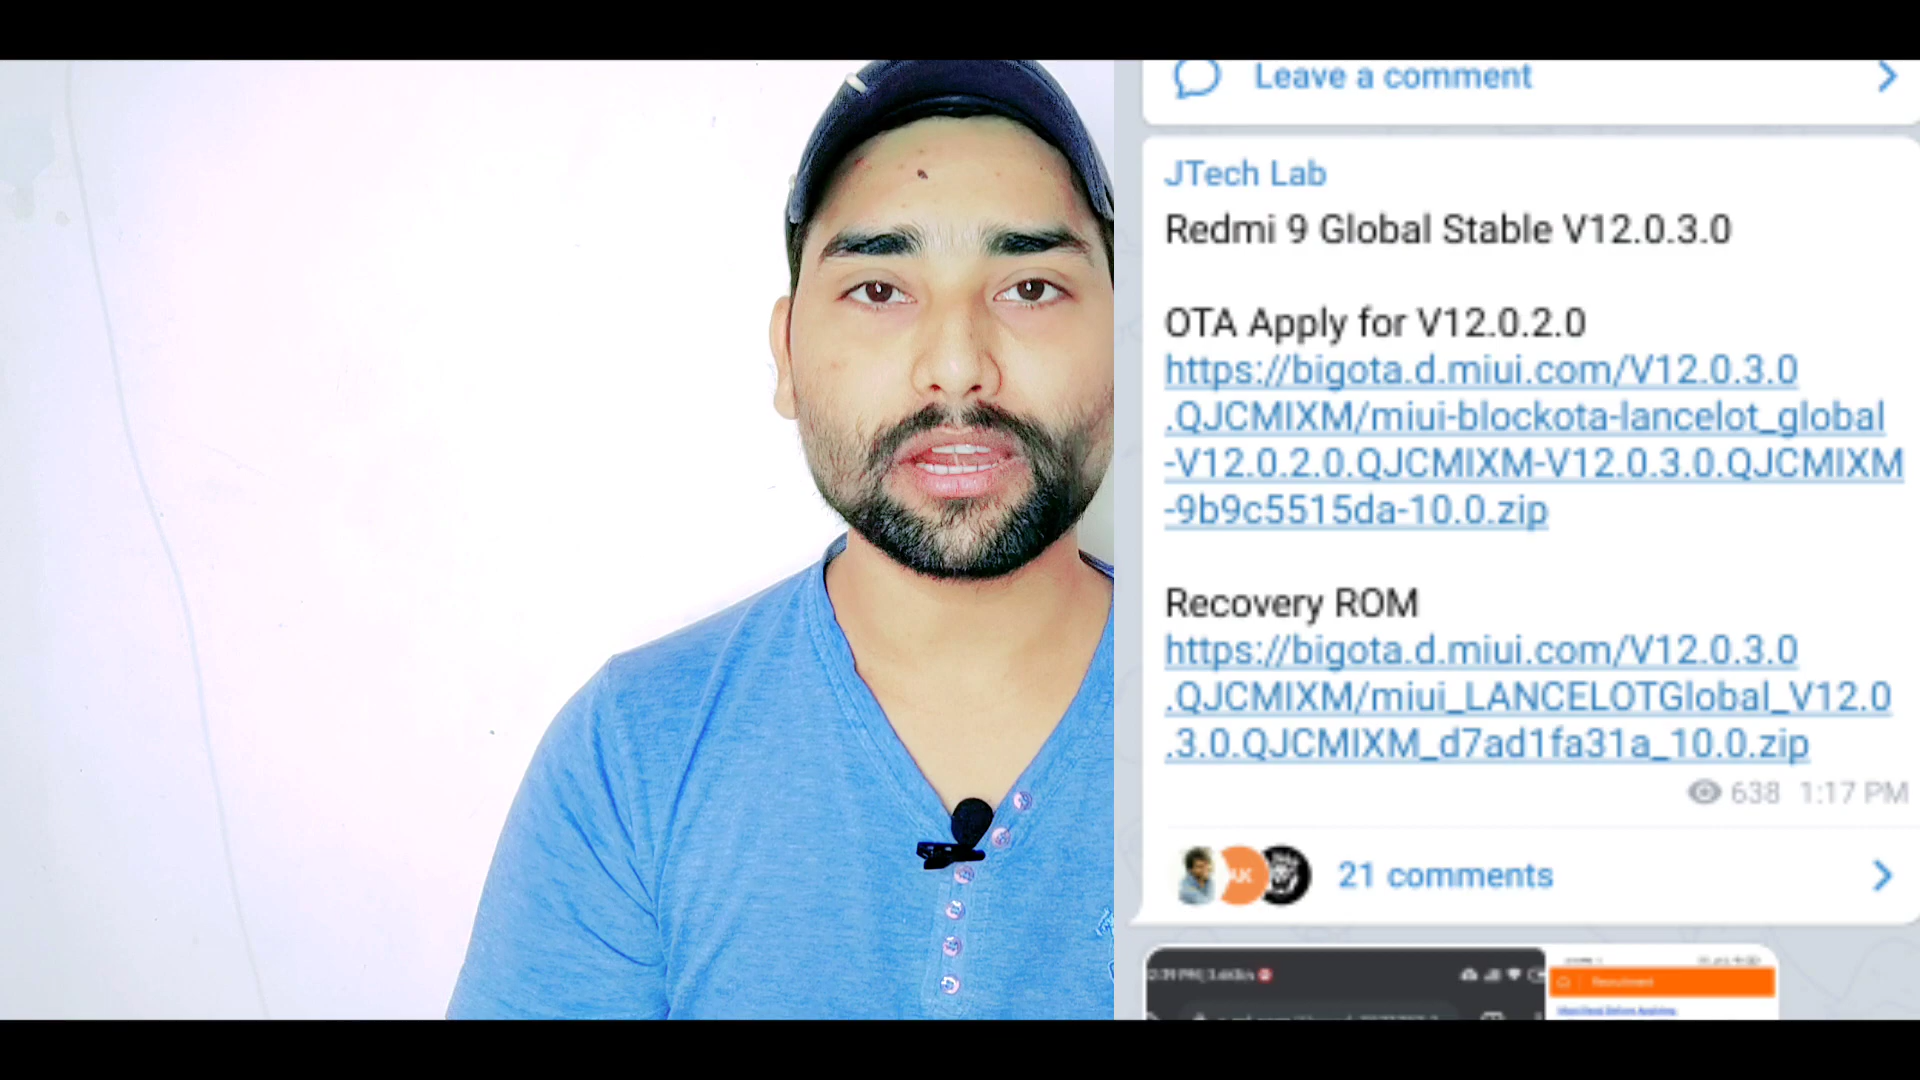 Leave a comment
JTech Lab
Redmi 9 Global Stable V12.0.3.0
OTA Apply for V12.0.2.0
https://bigota.d.miui.com/V12.0.3.0
.QJCMIXM/miui-blockota-lancelot_global
-V12.0.2.0.QJCMIXM-V12.0.3.0.QJCMIXM
-9b9c5515da-10.0.zip
Recovery ROM
https://bigota.d.miui.com/V12.0.3.0
.QJCMIXM/miui_LANCELOTGlobal_V12.0
.3.0.QJCMIXM_d7ad1fa31a_10.0.zip
638 1:17 PM
AK
21 comments
Recruitment